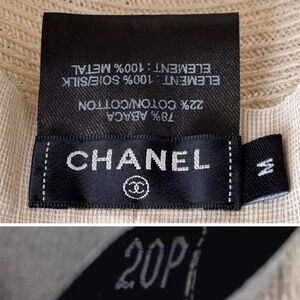 ELEMENT : 100% METAL
ELEMENT : 100% SOIE/SILK
22% COTON/COTTON
78% ABACA
CHANEL
M
20P